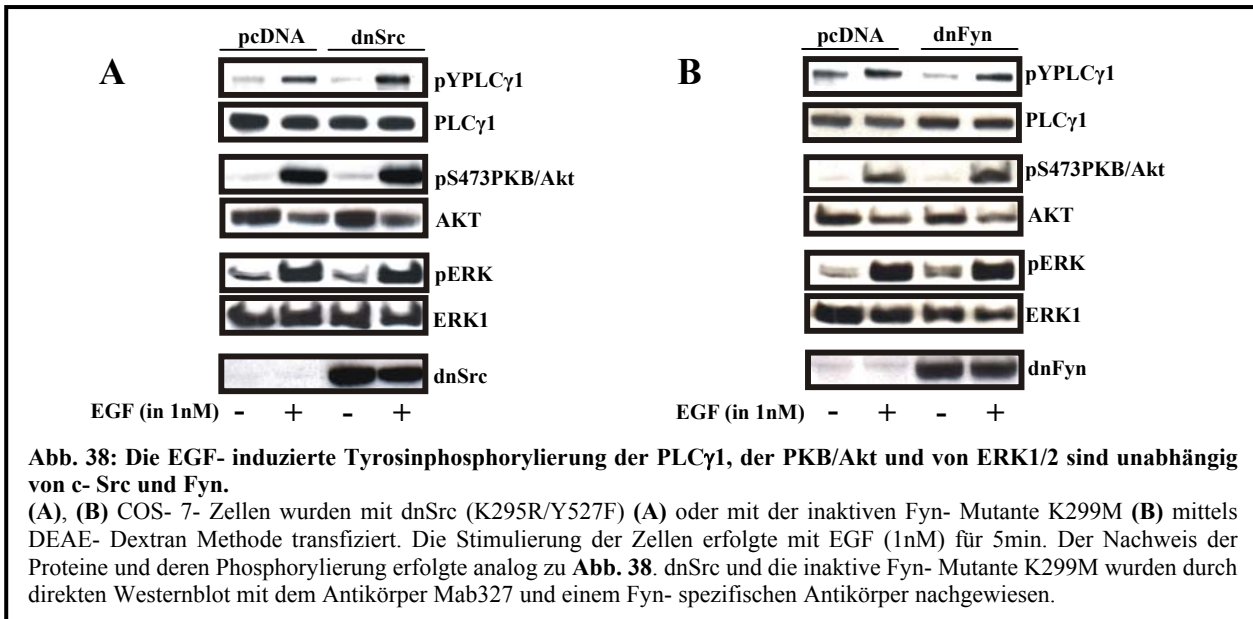 pcDNA dnSrc
A
pYPLCγ1
PLCγ1
pS473PKB/Akt
AKT
pERK
ERK1
dnSrc
EGF (in 1nM) - + - +
pcDNA dnFyn
B
pYPLCγ1
PLCγ1
pS473PKB/Akt
AKT
pERK
ERK1
dnFyn
EGF (in 1nM) - + - +
Abb. 38: Die EGF- induzierte Tyrosinphosphorylierung der PLCγ1, der PKB/Akt und von ERK1/2 sind unabhängig
von c- Src und Fyn.
(A), (B) COS- 7- Zellen wurden mit dnSrc (K295R/Y527F) (A) oder mit der inaktiven Fyn- Mutante K299M (B) mittels
DEAE- Dextran Methode transfiziert. Die Stimulierung der Zellen erfolgte mit EGF (1nM) für 5min. Der Nachweis der
Proteine und deren Phosphorylierung erfolgte analog zu Abb. 38. dnSrc und die inaktive Fyn- Mutante K299M wurden durch
direkten Westernblot mit dem Antikörper Mab327 und einem Fyn- spezifischen Antikörper nachgewiesen.